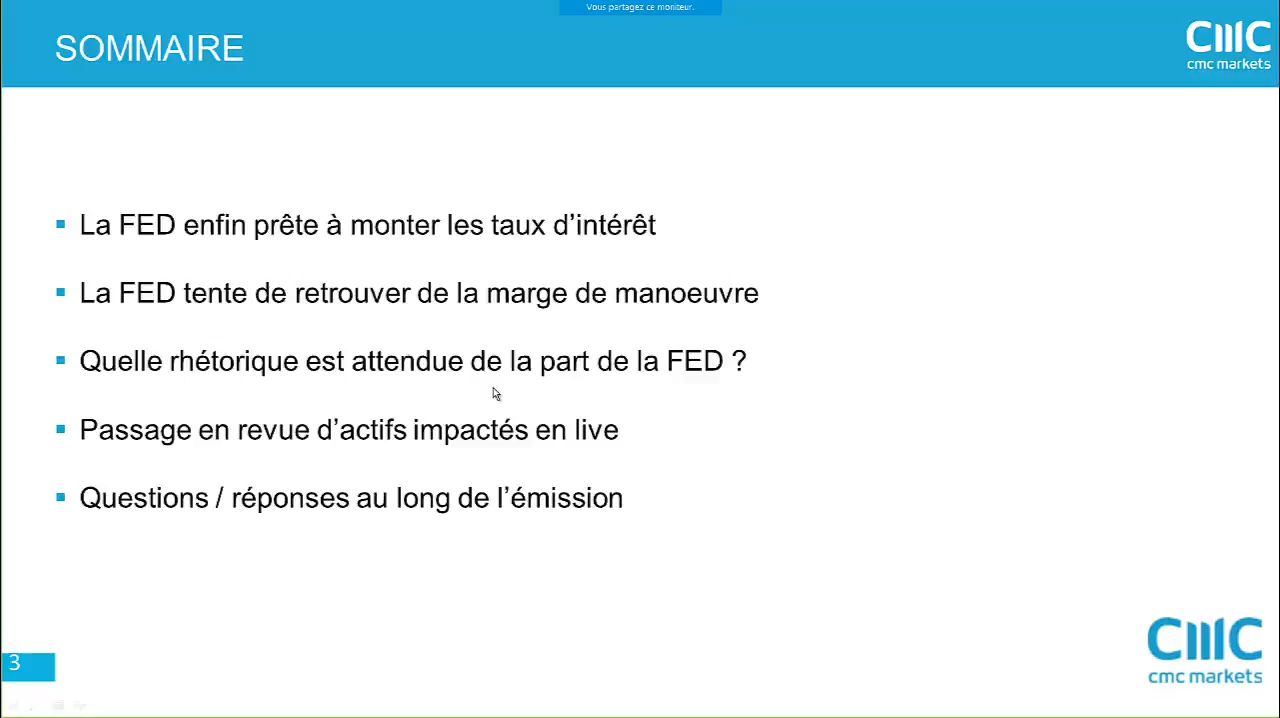 Vous partagez ce moniteur.
SOMMAIRE
CMC
cmc markets
La FED enfin prête à monter les taux d’intérêt
La FED tente de retrouver de la marge de manoeuvre
Quelle rhétorique est attendue de la part de la FED ?
Passage en revue d’actifs impactés en live
Questions / réponses au long de l’émission
3
CMC
cmc markets